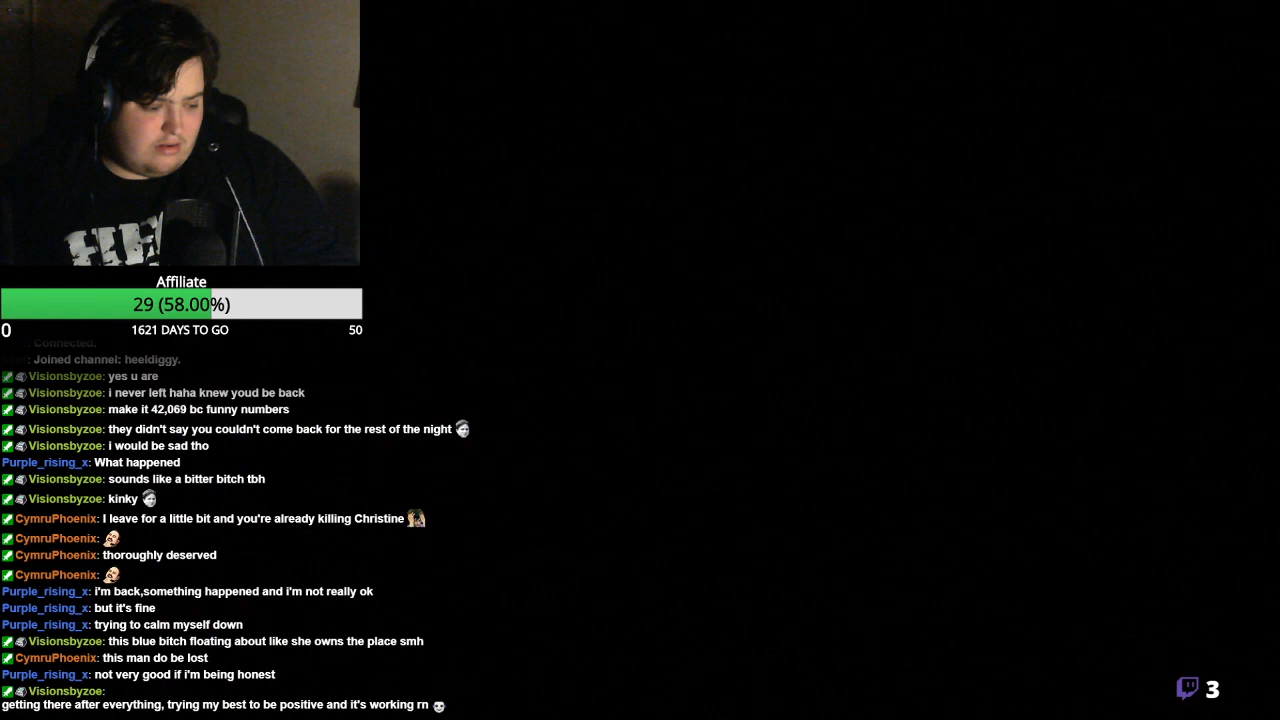 HE
Affiliate
29 (58.00%)
0 1621 DAYS TO GO 50
: Connected.
: Joined channel: heeldiggy.
Visionsbyzoe: yes u are
Visionsbyzoe: i never left haha knew youd be back
Visionsbyzoe: make it 42,069 bc funny numbers
Visionsbyzoe: they didn't say you couldn't come back for the rest of the night
Visionsbyzoe: i would be sad tho
Purple_rising_x: What happened
Visionsbyzoe: sounds like a bitter bitch tbh
Visionsbyzoe: kinky
CymruPhoenix: I leave for a little bit and you're already killing Christine
CymruPhoenix:
CymruPhoenix: thoroughly deserved
CymruPhoenix:
Purple_rising_x: i'm back,something happened and i'm not really ok
Purple_rising_x: but it's fine
Purple_rising_x: trying to calm myself down
Visionsbyzoe: this blue bitch floating about like she owns the place smh
CymruPhoenix: this man do be lost
Purple_rising_x: not very good if i'm being honest
Visionsbyzoe:
getting there after everything, trying my best to be positive and it's working rn
3